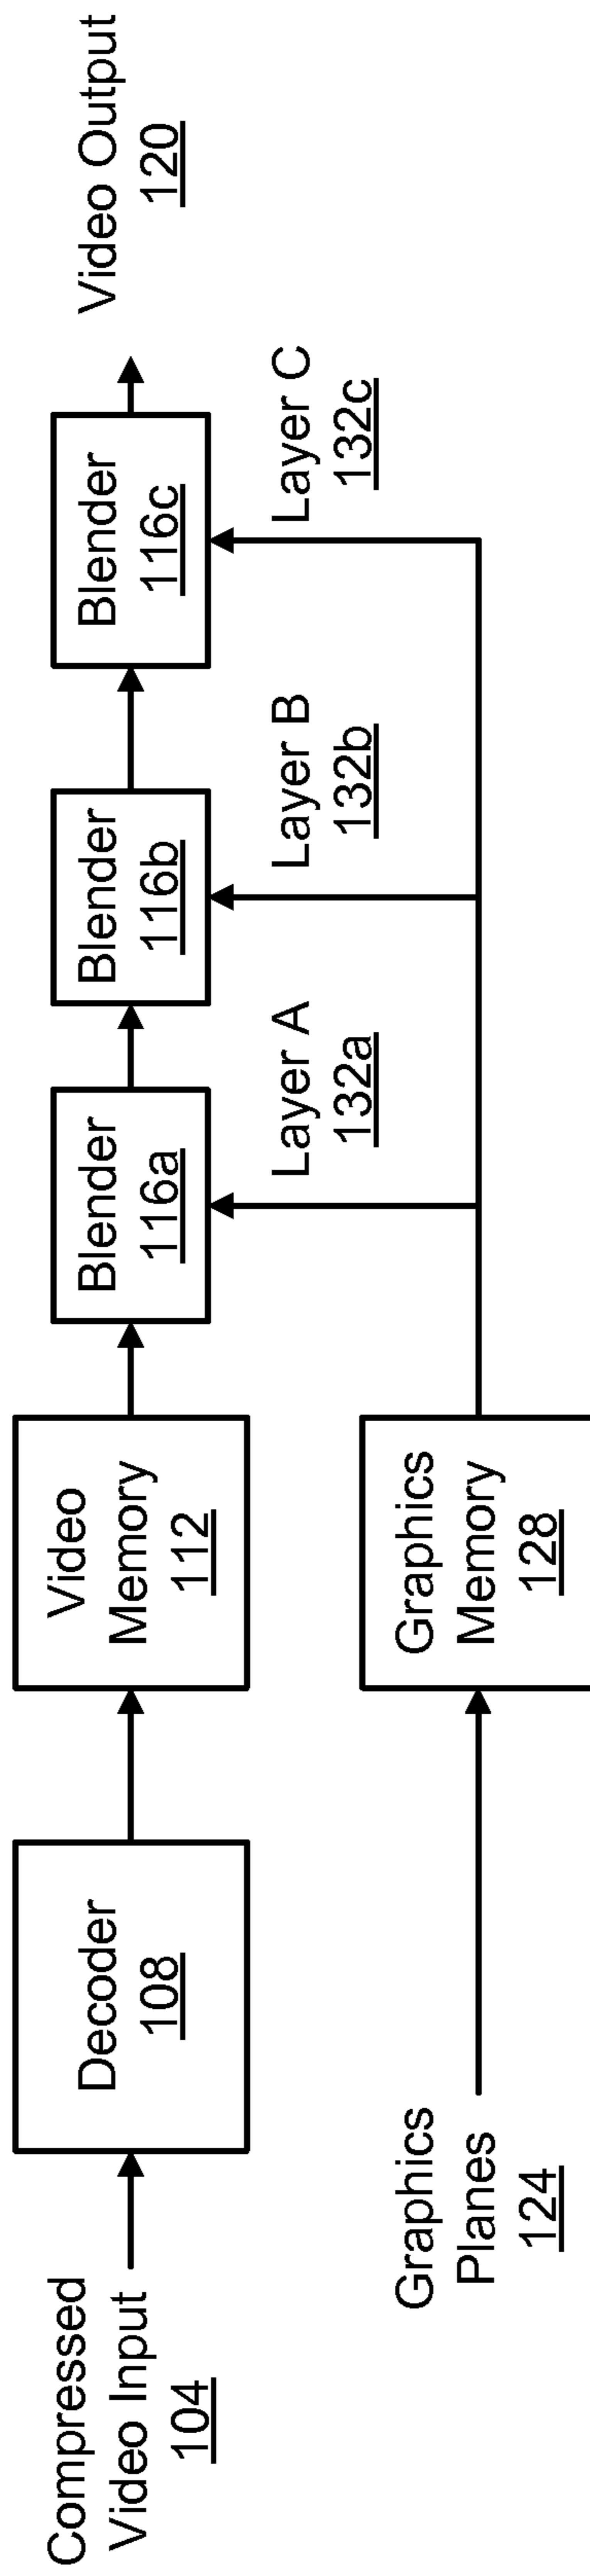 Compressed
Video Input
104
Decoder
108
Video
Memory
112
Blender
116a
Blender
116b
Blender
116c
Video Output
120
Layer A
132a
Layer B
132b
Layer C
132c
Graphics
Planes
124
Graphics
Memory
128